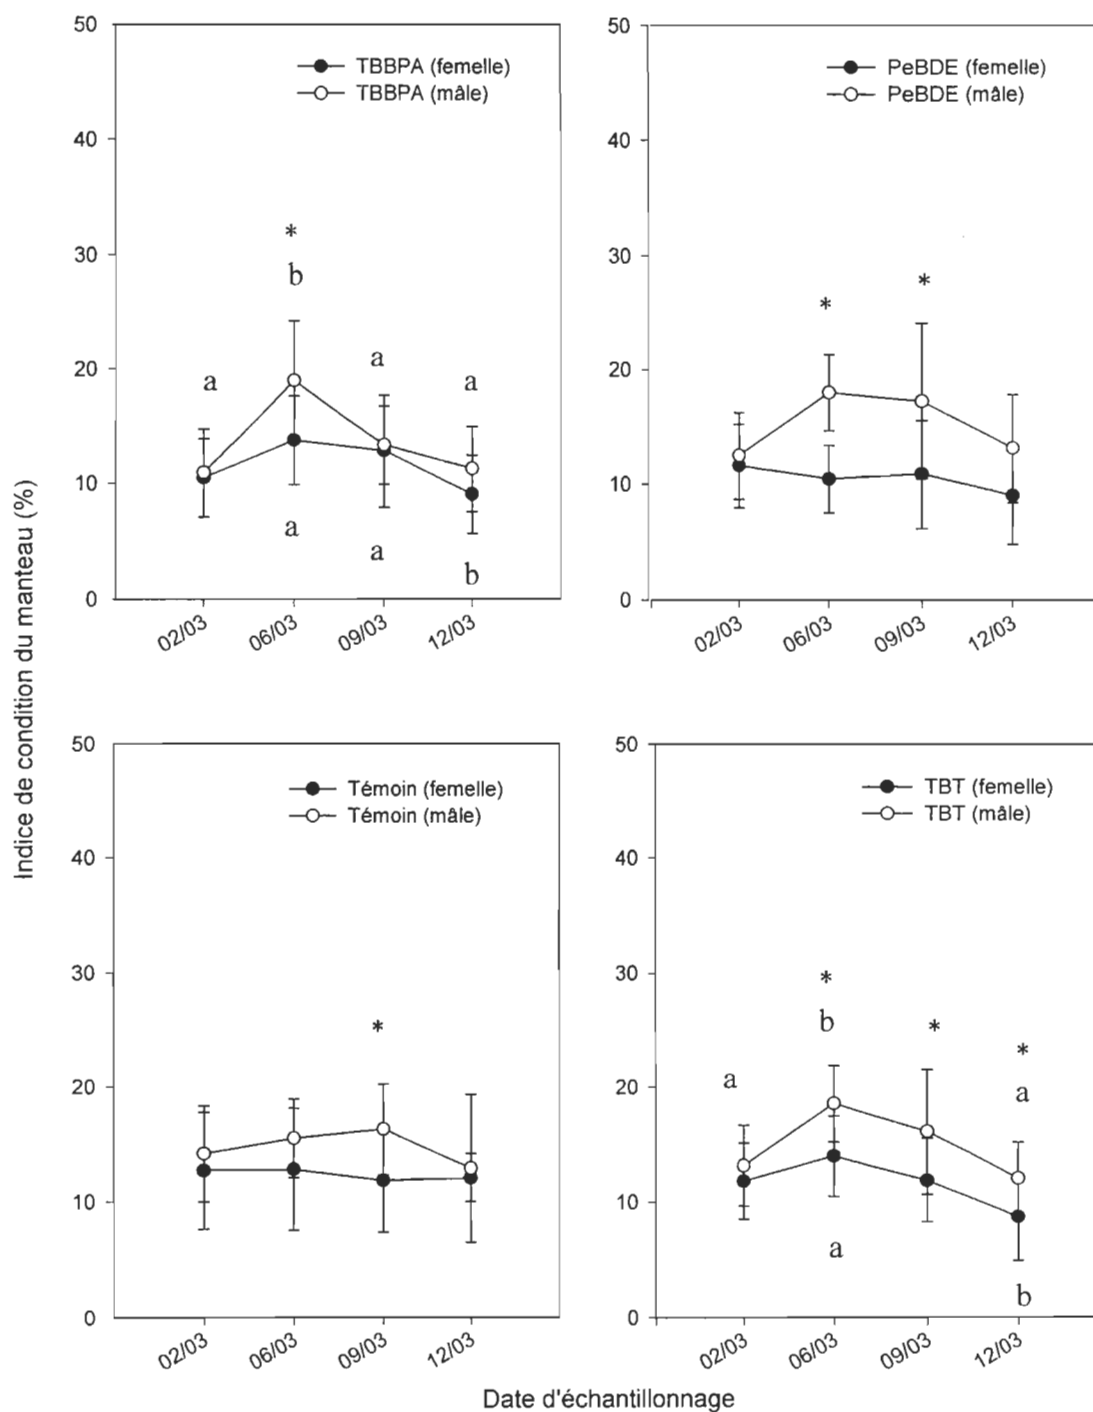 Indice de condition du manteau (%)
50
40
30
20
10
0
TBBPA (femelle)
TBBPA (mâle)
*
b
a
a
a
a
a
b
02/03
06/03
09/03
12/03
50
40
30
20
10
0
PeBDE (femelle)
PeBDE (mâle)
*
*
02/03
06/03
09/03
12/03
50
40
30
20
10
0
Témoin (femelle)
Témoin (mâle)
*
02/03
06/03
09/03
12/03
50
40
30
20
10
0
TBT (femelle)
TBT (mâle)
*
b
*
*
a
a
a
b
02/03
06/03
09/03
12/03
Date d'échantillonnage